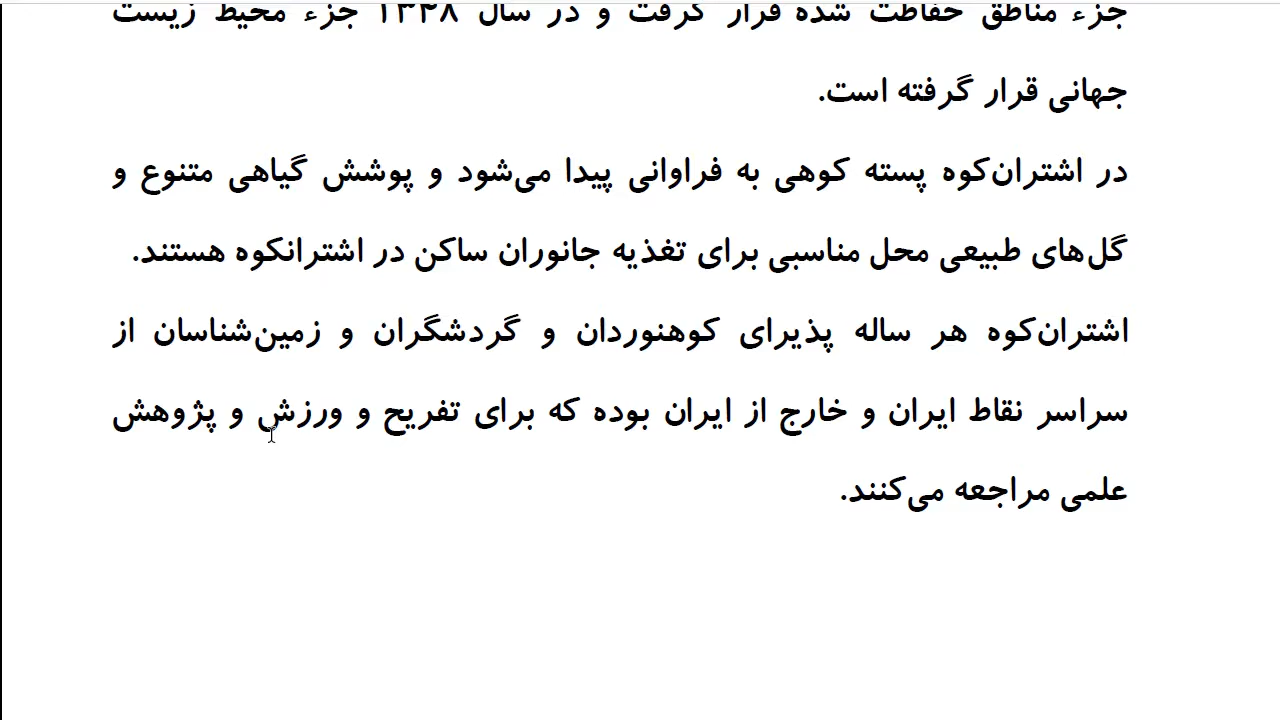 جزء مناطق حفاظت شده قرار گرفت و در سال ۱۳۴۸ جزء محیط زیست
جهانی قرار گرفته است.
در اشتران‌کوه پسته کوهی به فراوانی پیدا می‌شود و پوشش گیاهی متنوع و
گل‌های طبیعی محل مناسبی برای تغذیه جانوران ساکن در اشترانکوه هستند.
اشتران‌کوه هر ساله پذیرای کوهنوردان و گردشگران و زمین‌شناسان از
سراسر نقاط ایران و خارج از ایران بوده که برای تفریح و ورزش و پژوهش
علمی مراجعه می‌کنند.